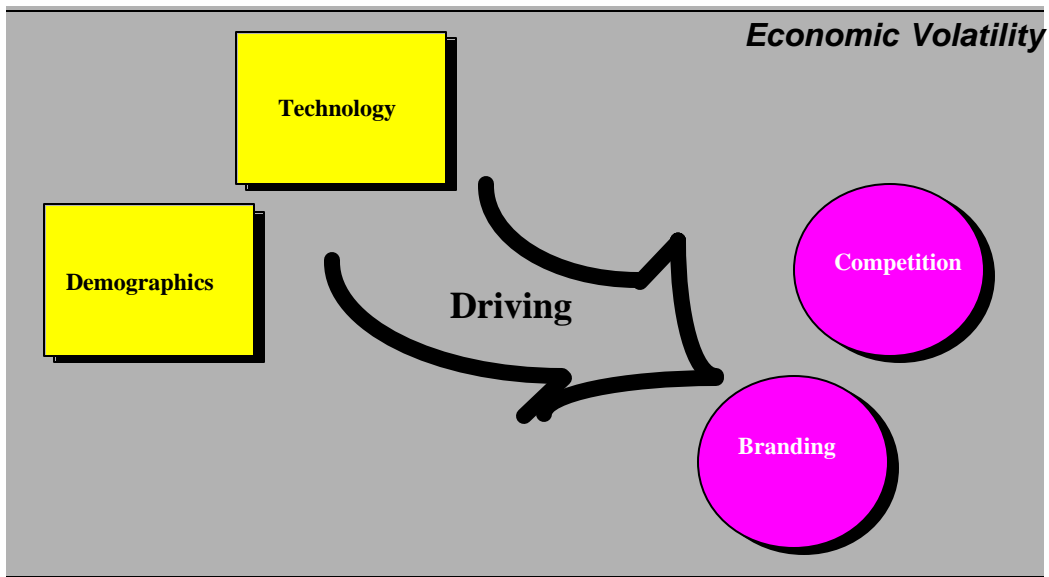 Economic Volatility
Technology
Demographics
Driving
Competition
Branding